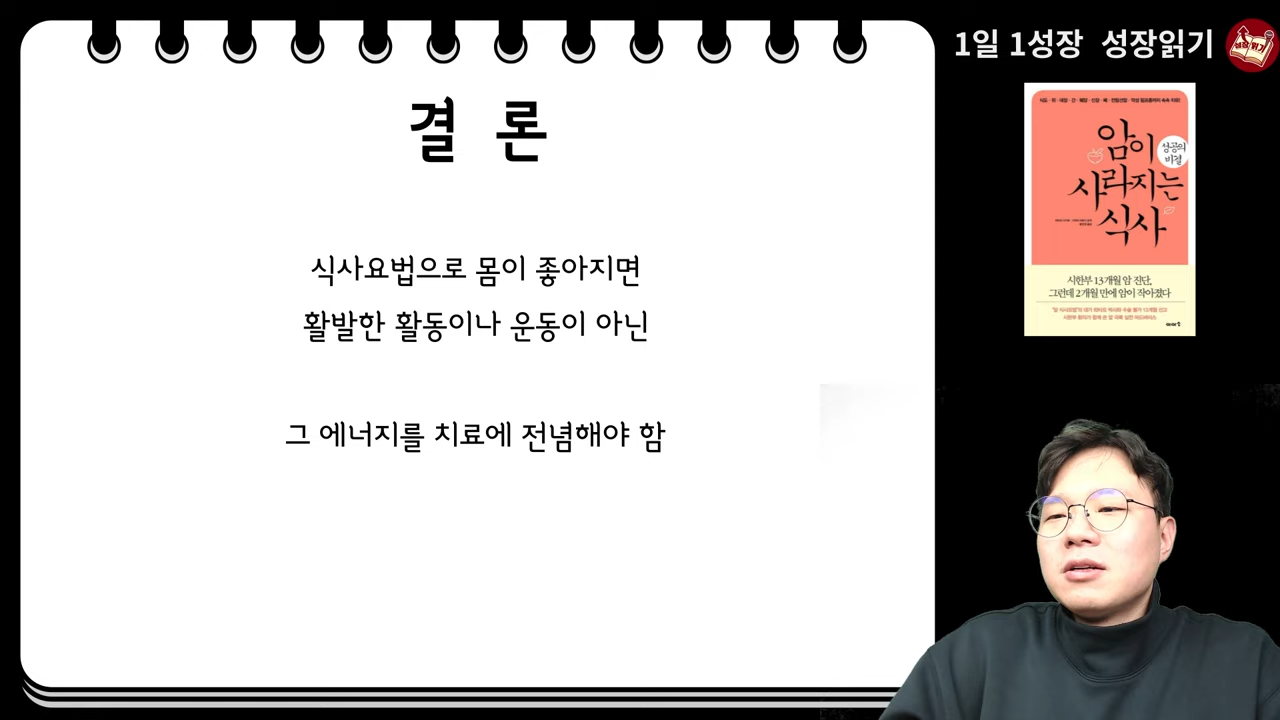 1일 1성장 성장읽기
성장 읽기
결 론
식사요법으로 몸이 좋아지면
활발한 활동이나 운동이 아닌
그 에너지를 치료에 전념해야 함
암이
사라지는
식사
성공의
비결
시한부 13개월 암 진단,
그런데 2개월 만에 암이 작아졌다